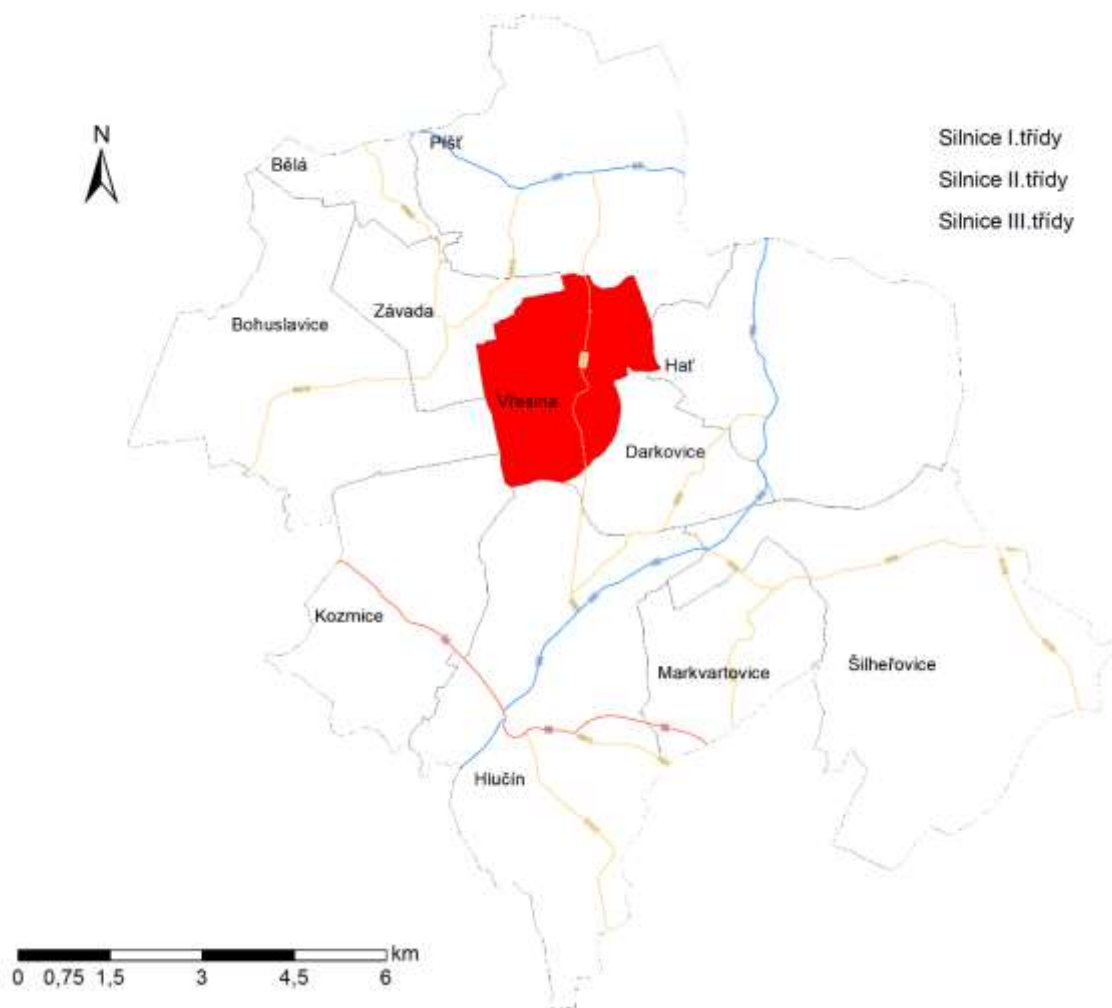 N
Silnice I.třídy
Silnice II.třídy
Silnice III.třídy
Píšť
Bělá
Závada
Bohuslavice
Hať
Vřesina
Darkovice
Kozmice
Markvartovice
Šilheřovice
Hlučín
km
0 0,75 1,5 3 4,5 6